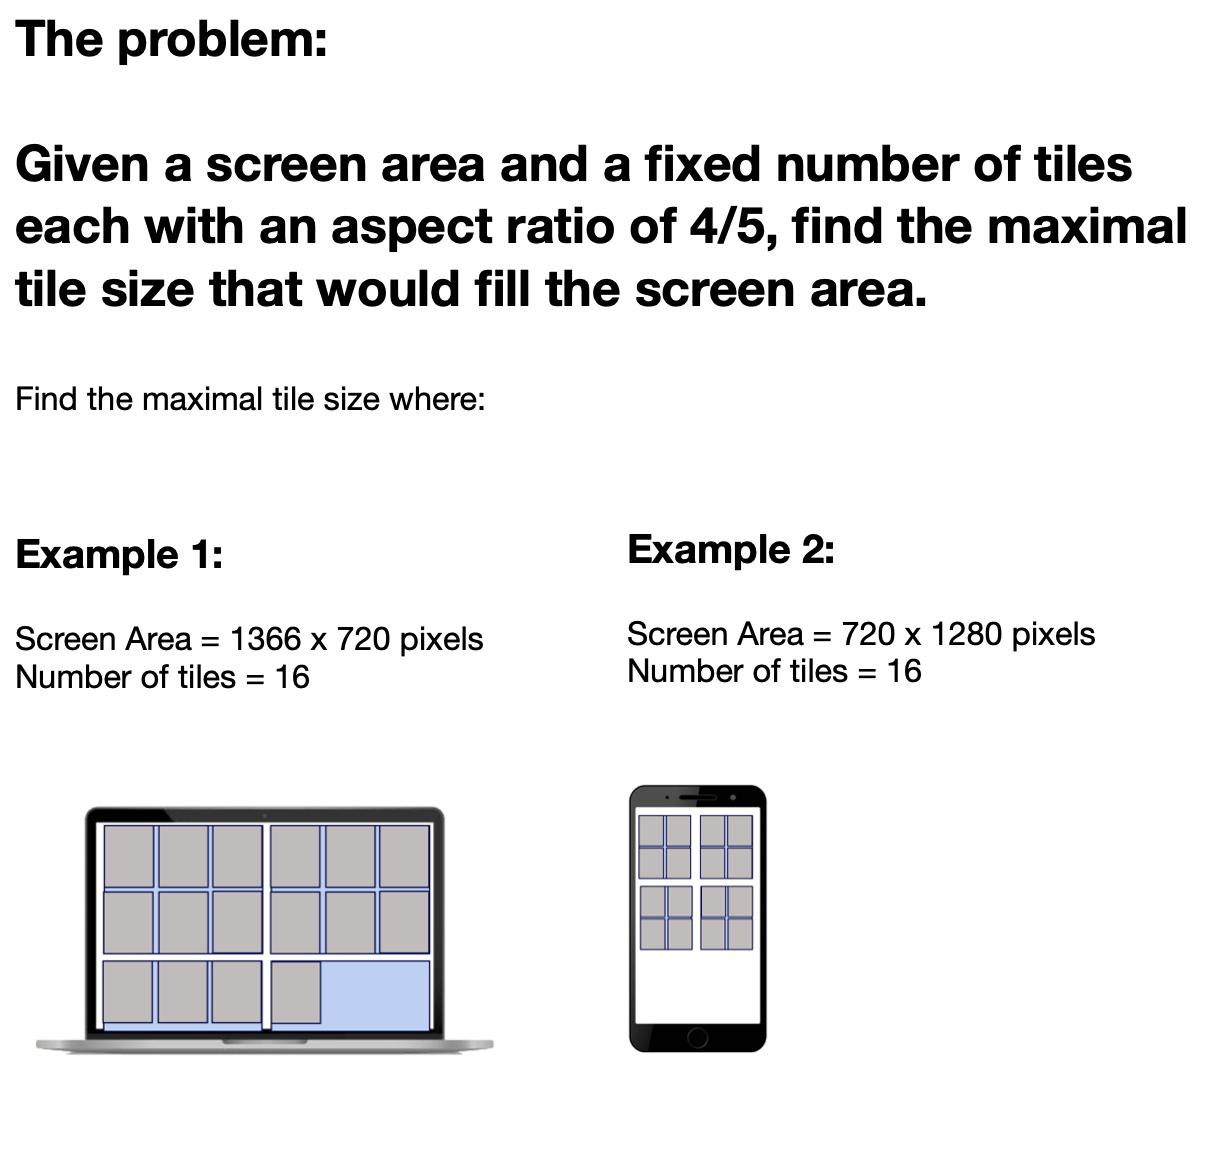 The problem:
Given a screen area and a fixed number of tiles
each with an aspect ratio of 4/5, find the maximal
tile size that would fill the screen area.
Find the maximal tile size where:
Example 1:
Screen Area = 1366 x 720 pixels
Number of tiles = 16
Example 2:
Screen Area = 720 x 1280 pixels
Number of tiles = 16